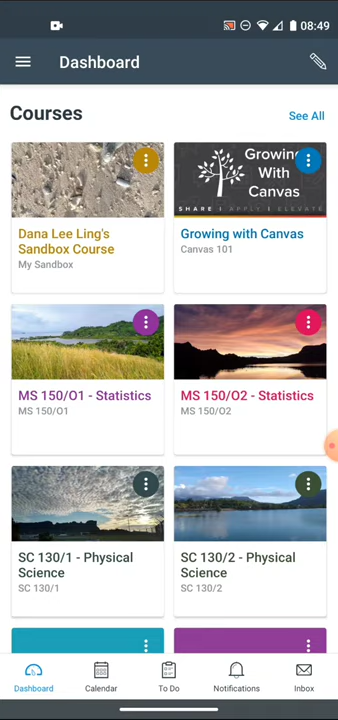 08:49
Dashboard
Courses
See All
Growing
With
Canvas
SHARE | APPLY | ELEVATE
Dana Lee Ling's
Sandbox Course
My Sandbox
Growing with Canvas
Canvas 101
MS 150/O1 - Statistics
MS 150/O1
MS 150/O2 - Statistics
MS 150/O2
SC 130/1 - Physical
Science
SC 130/1
SC 130/2 - Physical
Science
SC 130/2
Dashboard
Calendar
To Do
Notifications
Inbox